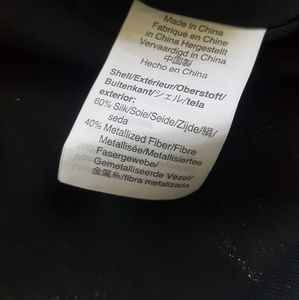 Made in China
Fabriqué en Chine
in China Hergestellt
Vervaardigd in China
中国製
Hecho en China
Shell/Extérieur/Oberstoff/
Buitenkant/シェル/tela
exterior:
60% Silk/Soie/Seide/Zijde/絹/
seda
40% Metallized Fiber/Fibre
Metallisée/Metallisiertes
Fasergewebe/
Gemetalliseerde Vezel/
金属糸/fibra metalizada